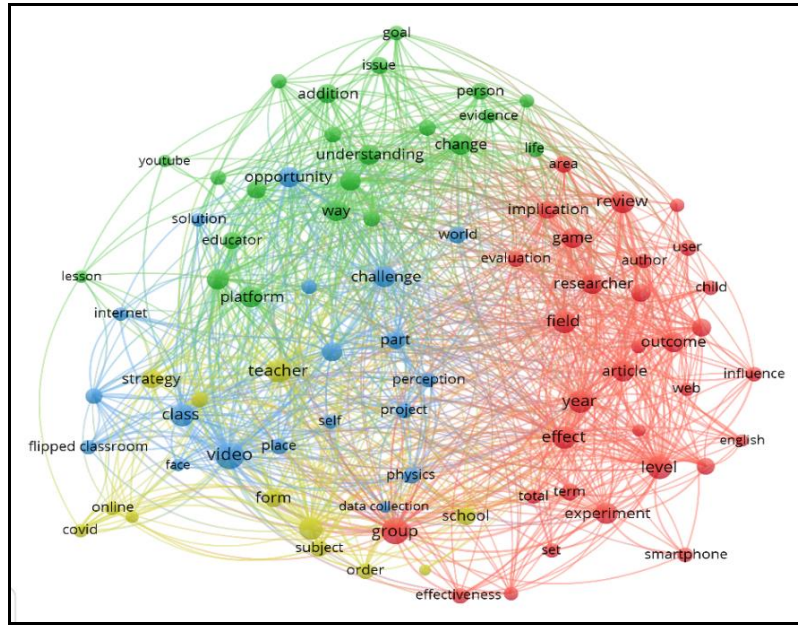 goal
issue
addition
person
evidence
change
life
understanding
youtube
area
opportunity
implication
review
solution
way
world
educator
game
user
evaluation
author
lesson
challenge
researcher
child
platform
internet
field
part
outcome
teacher
article
influence
strategy
perception
web
year
class
project
self
effect
english
flipped classroom
place
video
face
level
physics
form
total
term
online
data collection
school
experiment
covid
group
subject
set
smartphone
order
effectiveness